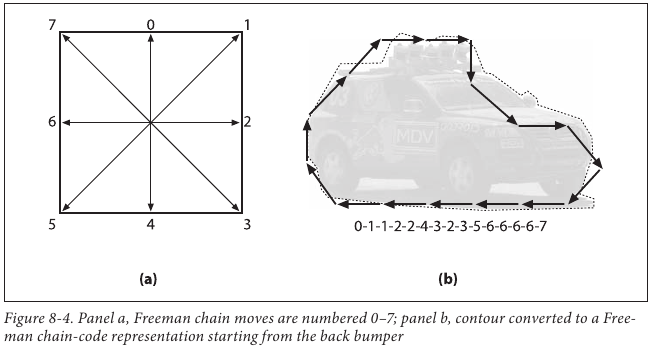 7 0 1
6 2
5 4 3
MDV
0-1-1-2-2-4-3-2-3-5-6-6-6-6-7
(a) (b)
Figure 8-4. Panel a, Freeman chain moves are numbered 0–7; panel b, contour converted to a Free-
man chain-code representation starting from the back bumper